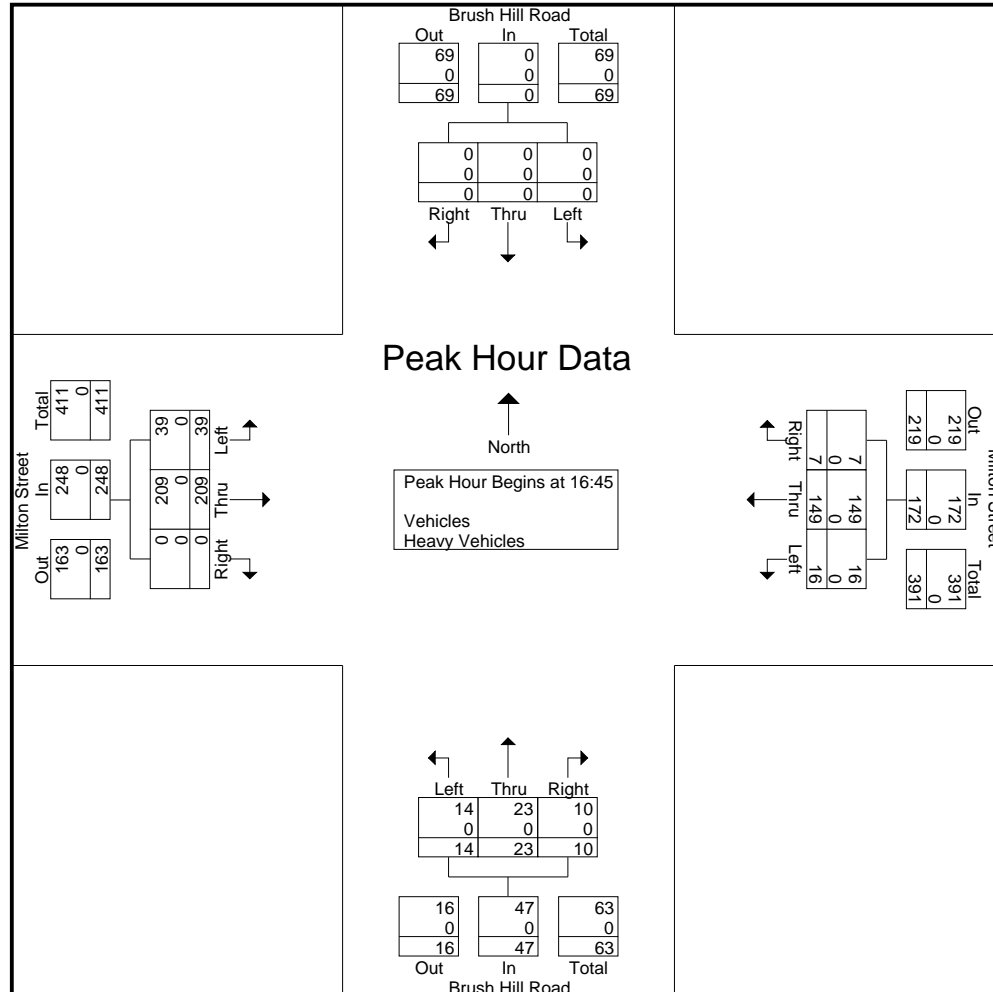 Brush Hill Road
Out In Total
69 0 69
0 0 0
69 0 69
0 0 0
0 0 0
0 0 0
Right Thru Left
Peak Hour Data
North
Peak Hour Begins at 16:45
Vehicles
Heavy Vehicles
Milton Street
Total In Out
411 248 163
0 0 0
411 248 163
39 209 0
0 0 0
39 209 0
Left Thru Right
Out In Total
219 172 391
0 0 0
219 172 391
7 149 16
0 0 0
7 149 16
Right Thru Left
Left Thru Right
14 23 10
0 0 0
14 23 10
16 47 63
0 0 0
16 47 63
Out In Total
Brush Hill Road